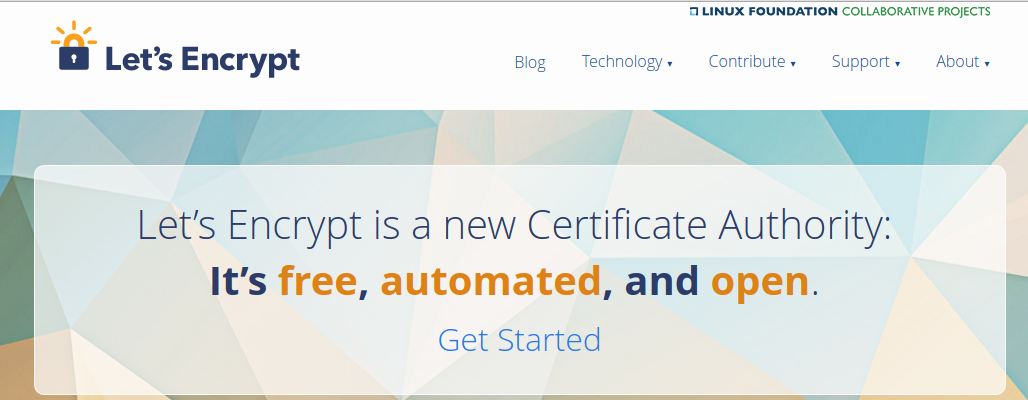 LINUX FOUNDATION COLLABORATIVE PROJECTS
Let's Encrypt
Blog Technology ▾ Contribute ▾ Support ▾ About ▾
Let's Encrypt is a new Certificate Authority:
It's free, automated, and open.
Get Started